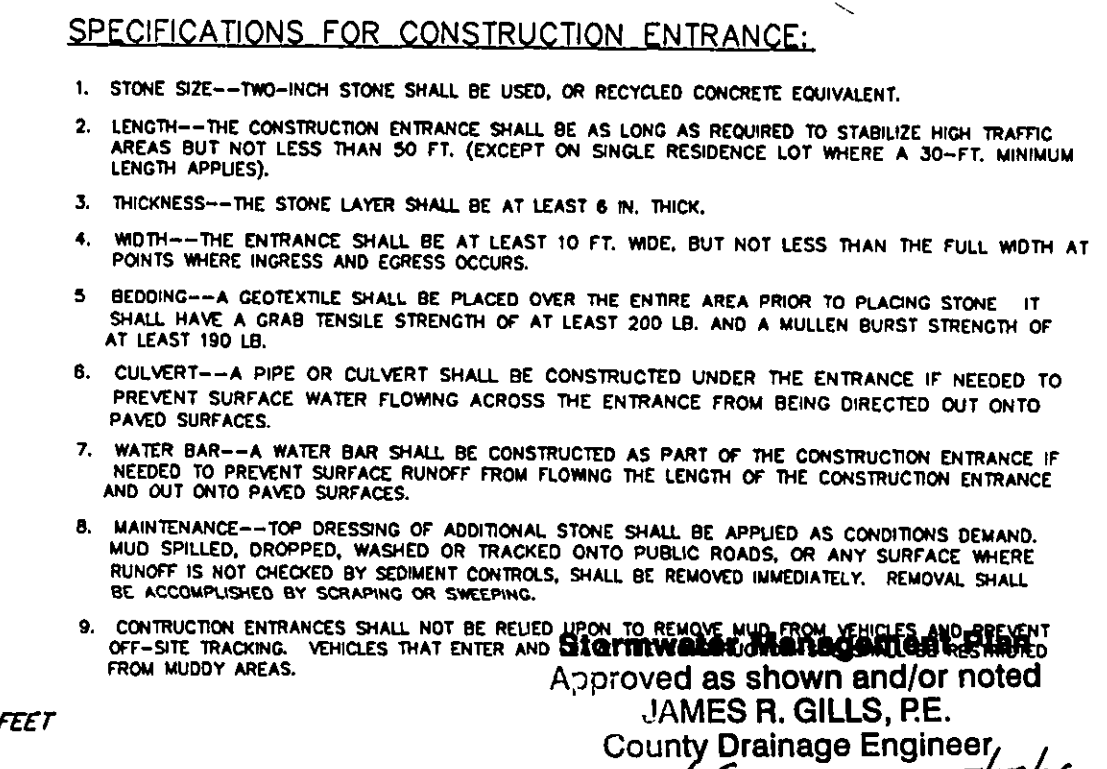 SPECIFICATIONS FOR CONSTRUCTION ENTRANCE:
1. STONE SIZE--TWO-INCH STONE SHALL BE USED, OR RECYCLED CONCRETE EQUIVALENT.
2. LENGTH--THE CONSTRUCTION ENTRANCE SHALL BE AS LONG AS REQUIRED TO STABILIZE HIGH TRAFFIC
AREAS BUT NOT LESS THAN 50 FT. (EXCEPT ON SINGLE RESIDENCE LOT WHERE A 30-FT. MINIMUM
LENGTH APPLIES).
3. THICKNESS--THE STONE LAYER SHALL BE AT LEAST 6 IN. THICK.
4. WIDTH--THE ENTRANCE SHALL BE AT LEAST 10 FT. WIDE, BUT NOT LESS THAN THE FULL WIDTH AT
POINTS WHERE INGRESS AND EGRESS OCCURS.
5 BEDDING--A GEOTEXTILE SHALL BE PLACED OVER THE ENTIRE AREA PRIOR TO PLACING STONE IT
SHALL HAVE A GRAB TENSILE STRENGTH OF AT LEAST 200 LB. AND A MULLEN BURST STRENGTH OF
AT LEAST 190 LB.
6. CULVERT--A PIPE OR CULVERT SHALL BE CONSTRUCTED UNDER THE ENTRANCE IF NEEDED TO
PREVENT SURFACE WATER FLOWING ACROSS THE ENTRANCE FROM BEING DIRECTED OUT ONTO
PAVED SURFACES.
7. WATER BAR--A WATER BAR SHALL BE CONSTRUCTED AS PART OF THE CONSTRUCTION ENTRANCE IF
NEEDED TO PREVENT SURFACE RUNOFF FROM FLOWING THE LENGTH OF THE CONSTRUCTION ENTRANCE
AND OUT ONTO PAVED SURFACES.
8. MAINTENANCE--TOP DRESSING OF ADDITIONAL STONE SHALL BE APPLIED AS CONDITIONS DEMAND.
MUD SPILLED, DROPPED, WASHED OR TRACKED ONTO PUBLIC ROADS, OR ANY SURFACE WHERE
RUNOFF IS NOT CHECKED BY SEDIMENT CONTROLS, SHALL BE REMOVED IMMEDIATELY. REMOVAL SHALL
BE ACCOMPLISHED BY SCRAPING OR SWEEPING.
9. CONTRUCTION ENTRANCES SHALL NOT BE RELIED UPON TO REMOVE MUD FROM VEHICLES AND PREVENT
OFF-SITE TRACKING. VEHICLES THAT ENTER AND SHALL BE RESTRICTED
FROM MUDDY AREAS.
Stormwater Management Plan
Approved as shown and/or noted
JAMES R. GILLS, P.E.
County Drainage Engineer
FEET